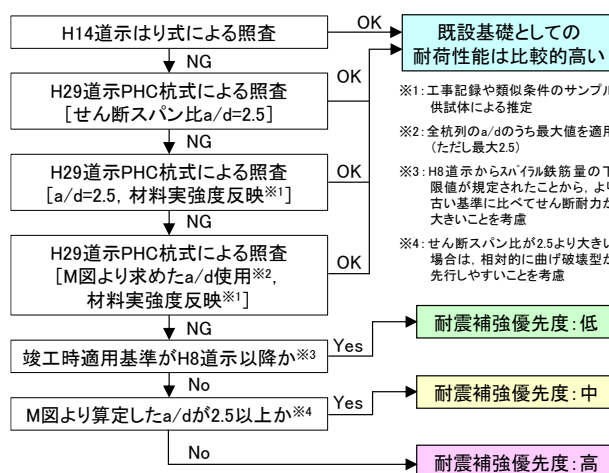 H14道示はり式による照査
OK
既設基礎としての
耐荷性能は比較的高い
NG
H29道示PHC杭式による照査
[せん断スパン比a/d=2.5]
OK
NG
H29道示PHC杭式による照査
[a/d=2.5, 材料実強度反映※1]
OK
NG
H29道示PHC杭式による照査
[M図より求めたa/d使用※2,
材料実強度反映※1]
OK
NG
※1:工事記録や類似条件のサンプル
供試体による推定
※2:全杭列のa/dのうち最大値を適用
(ただし最大2.5)
※3:H8道示からスパイラル鉄筋量の下
限値が規定されたことから,より
古い基準に比べてせん断耐力が
大きいことを考慮
※4:せん断スパン比が2.5より大きい
場合は,相対的に曲げ破壊型が
先行しやすいことを考慮
竣工時適用基準がH8道示以降か※3
Yes
耐震補強優先度:低
No
M図より算定したa/dが2.5以上か※4
Yes
耐震補強優先度:中
No
耐震補強優先度:高